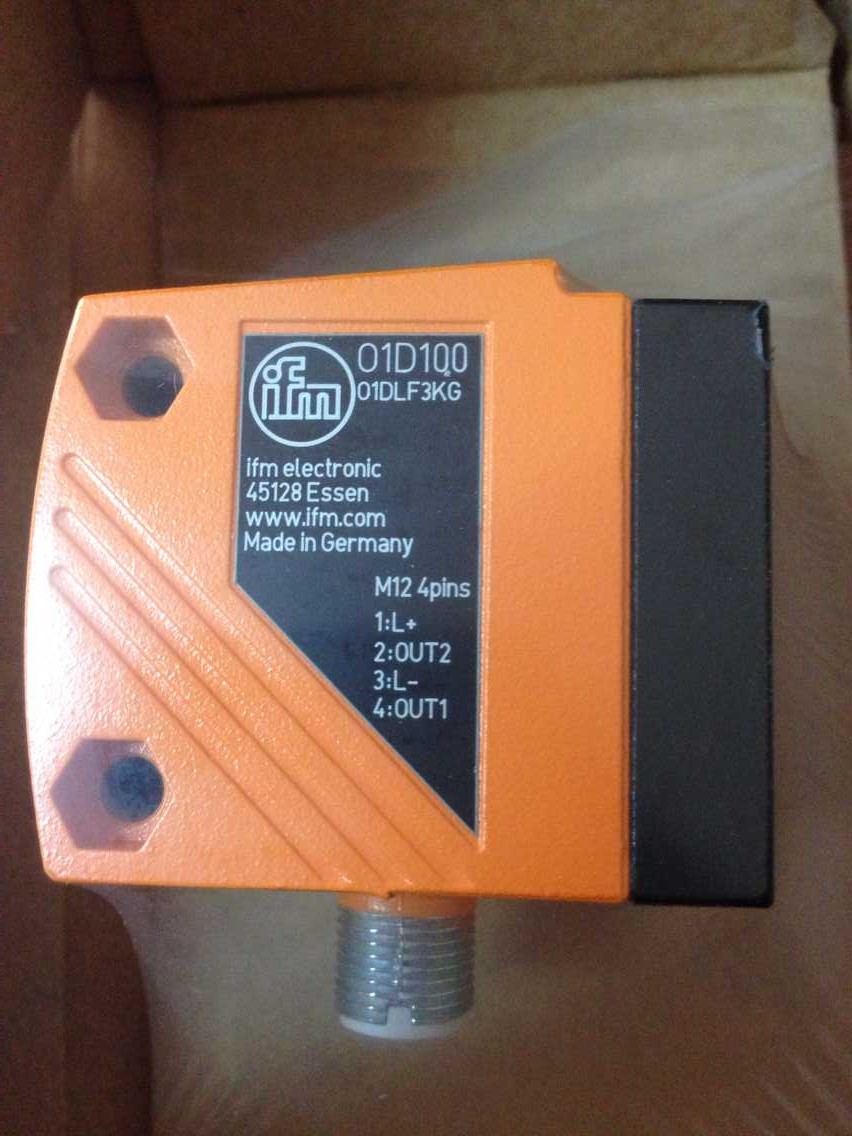 ifm
O1D100
O1DLF3KG
ifm electronic
45128 Essen
www.ifm.com
Made in Germany
M12 4pins
1:L+
2:OUT2
3:L-
4:OUT1